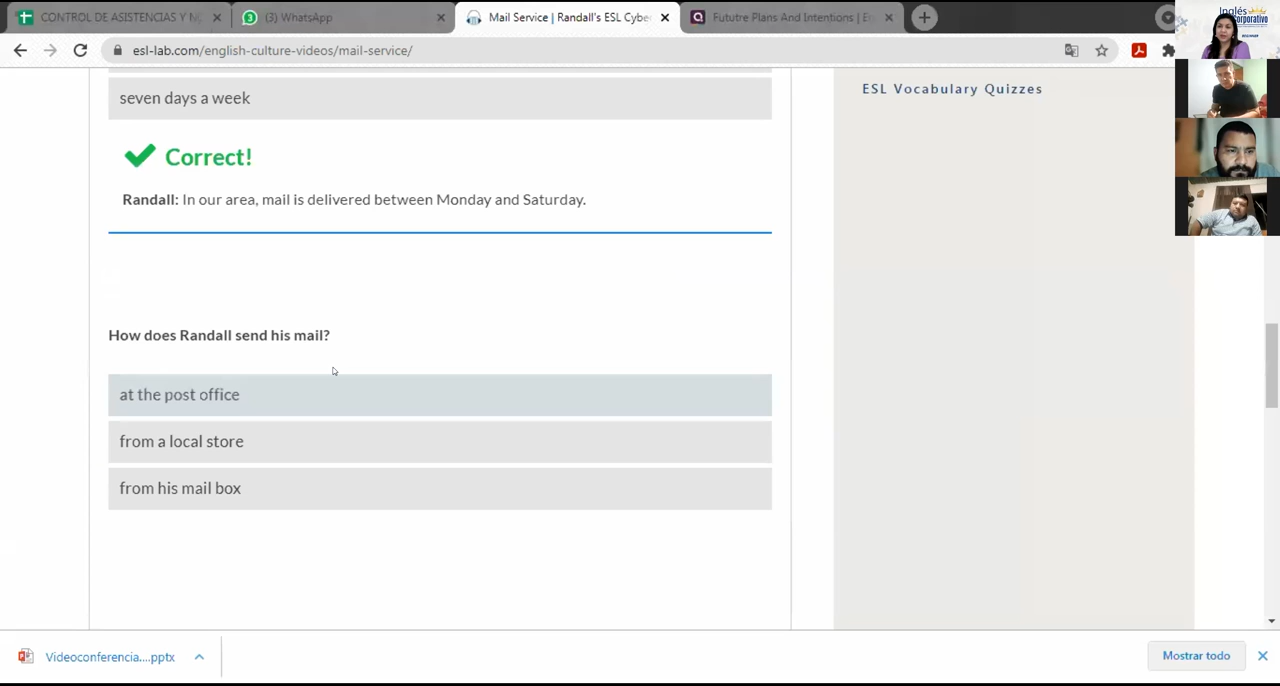 CONTROL DE ASISTENCIAS Y N
(3) WhatsApp
Mail Service | Randall's ESL Cybe
Fututre Plans And Intentions | E
esl-lab.com/english-culture-videos/mail-service/
Inglés
Corporativo
seven days a week
ESL Vocabulary Quizzes
Correct!
Randall: In our area, mail is delivered between Monday and Saturday.
How does Randall send his mail?
at the post office
from a local store
from his mail box
Videoconferencia....pptx
Mostrar todo